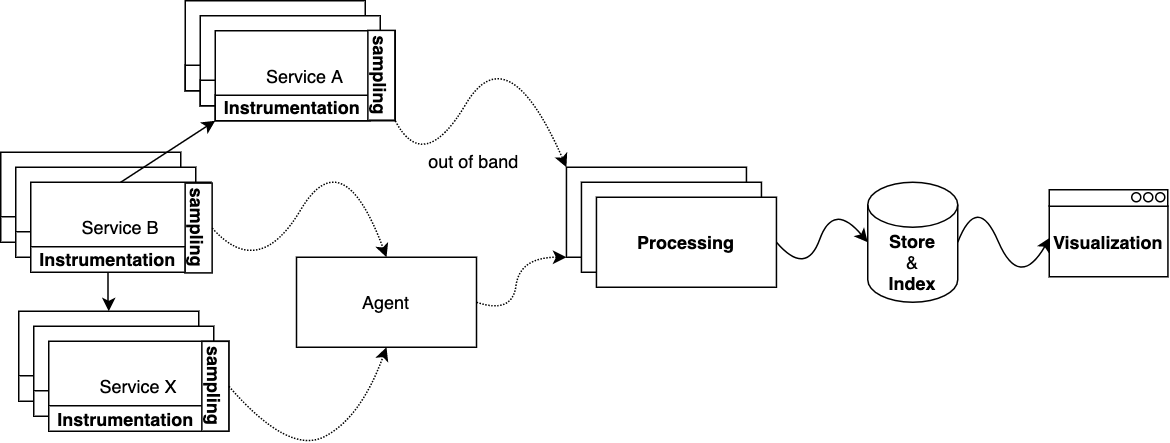 Service A
Instrumentation
sampling
out of band
Service B
Instrumentation
sampling
Agent
Service X
Instrumentation
sampling
Processing
Store
&
Index
Visualization